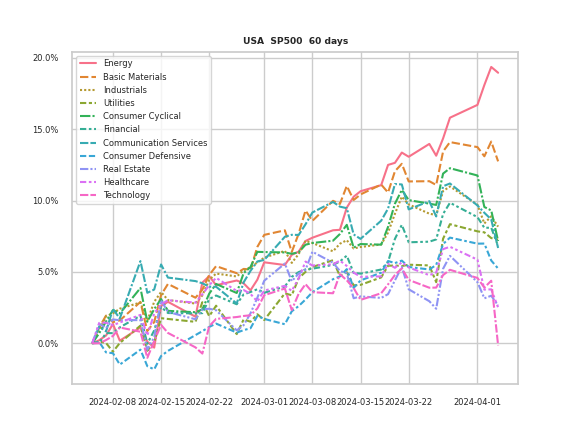 USA SP500 60 days
20.0%
15.0%
10.0%
5.0%
0.0%
Energy
Basic Materials
Industrials
Utilities
Consumer Cyclical
Financial
Communication Services
Consumer Defensive
Real Estate
Healthcare
Technology
2024-02-08 2024-02-15 2024-02-22 2024-03-01 2024-03-08 2024-03-15 2024-03-22 2024-04-01